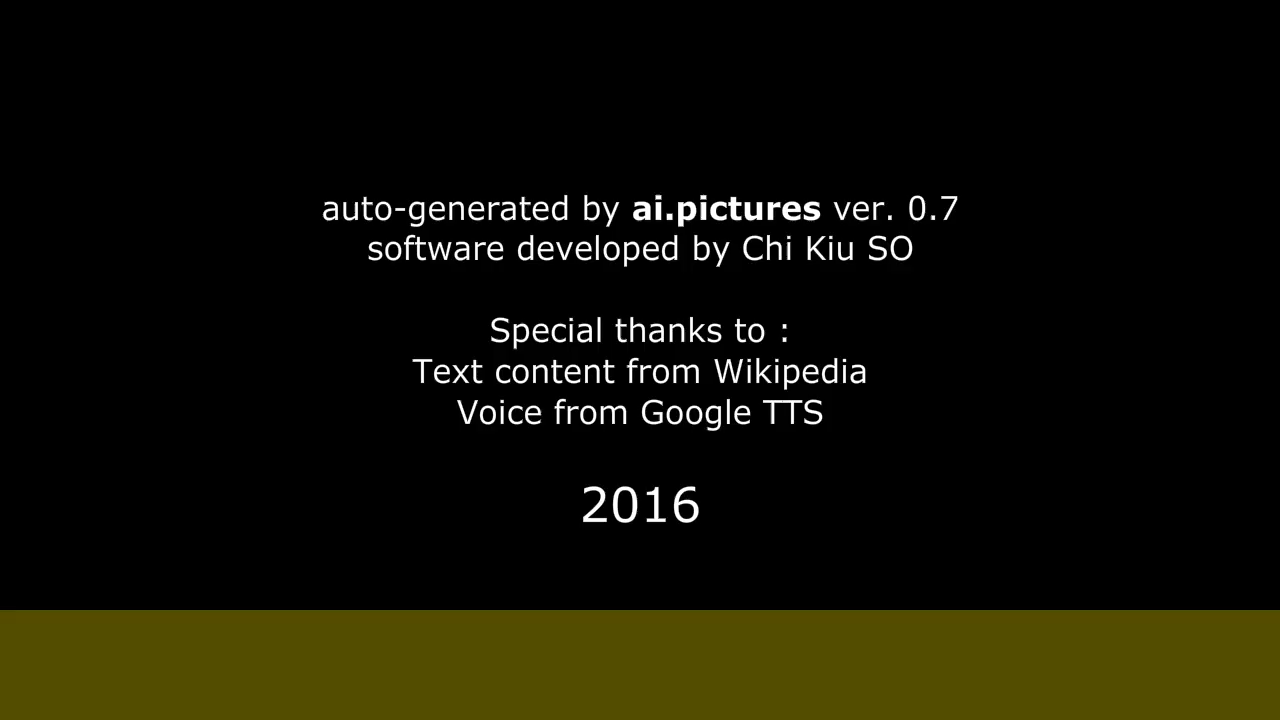 auto-generated by ai.pictures ver. 0.7
software developed by Chi Kiu SO
Special thanks to :
Text content from Wikipedia
Voice from Google TTS
2016